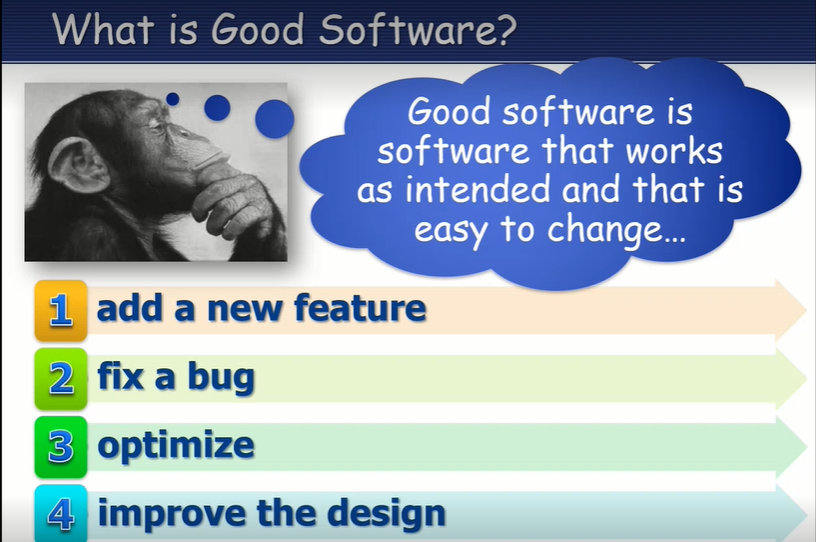 What is Good Software?
Good software is
software that works
as intended and that is
easy to change...
1 add a new feature
2 fix a bug
3 optimize
4 improve the design